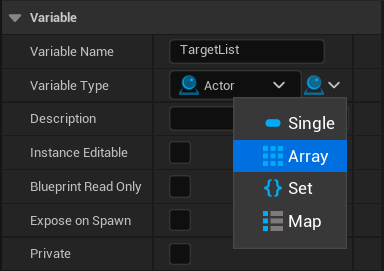 Variable
Variable Name TargetList
Variable Type Actor
Description
Single
Instance Editable
Array
Blueprint Read Only
Set
Expose on Spawn
Map
Private